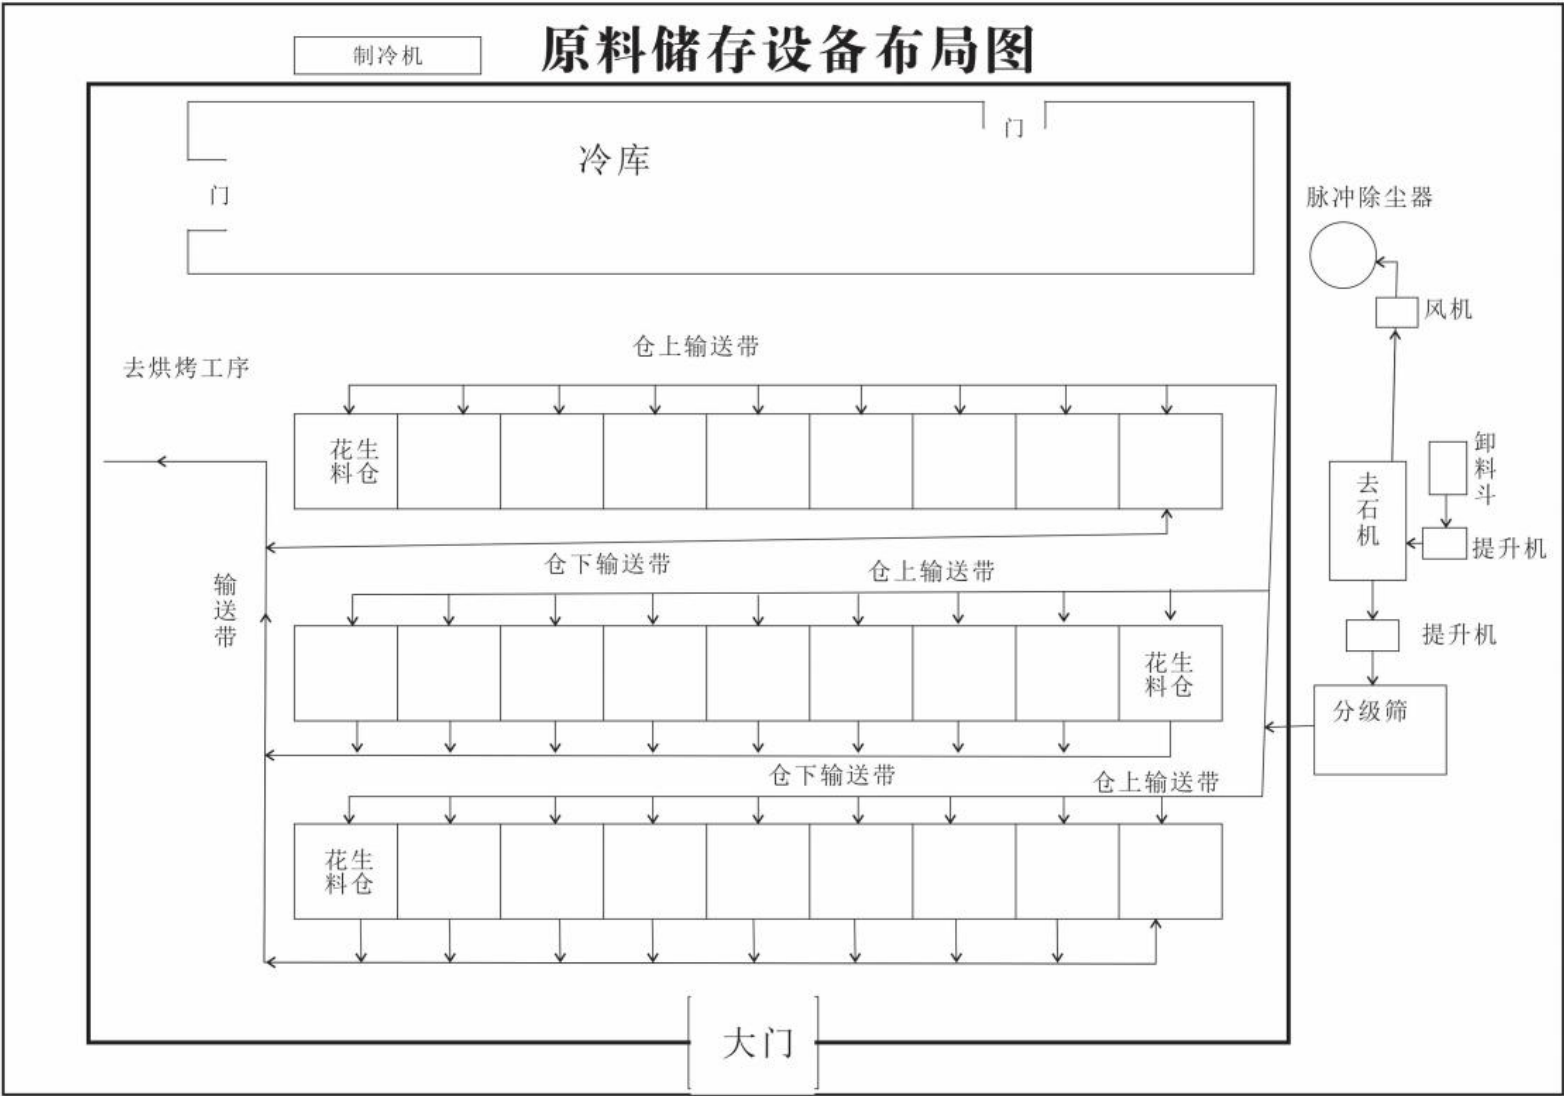 原料储存设备布局图
制冷机
门
冷库
门
脉冲除尘器
风机
仓上输送带
去烘烤工序
花生
料仓
卸
料
斗
去
石
机
提升机
仓下输送带
仓上输送带
输
送
带
提升机
花生
料仓
分级筛
仓下输送带
仓上输送带
花生
料仓
大门